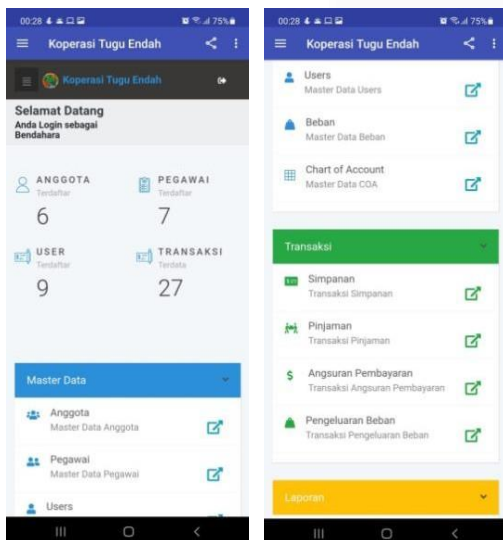 00:28
75%
Koperasi Tugu Endah
Koperasi Tugu Endah
Selamat Datang
Anda Login sebagai
Bendahara
ANGGOTA
Terdaftar
6
PEGAWAI
Terdaftar
7
USER
Terdaftar
9
TRANSAKSI
Terdata
27
Master Data
Anggota
Master Data Anggota
Pegawai
Master Data Pegawai
Users
00:28
75%
Koperasi Tugu Endah
Users
Master Data Users
Beban
Master Data Beban
Chart of Account
Master Data COA
Transaksi
Simpanan
Transaksi Simpanan
Pinjaman
Transaksi Pinjaman
Angsuran Pembayaran
Transaksi Angsuran Pembayaran
Pengeluaran Beban
Transaksi Pengeluaran Beban
Laporan